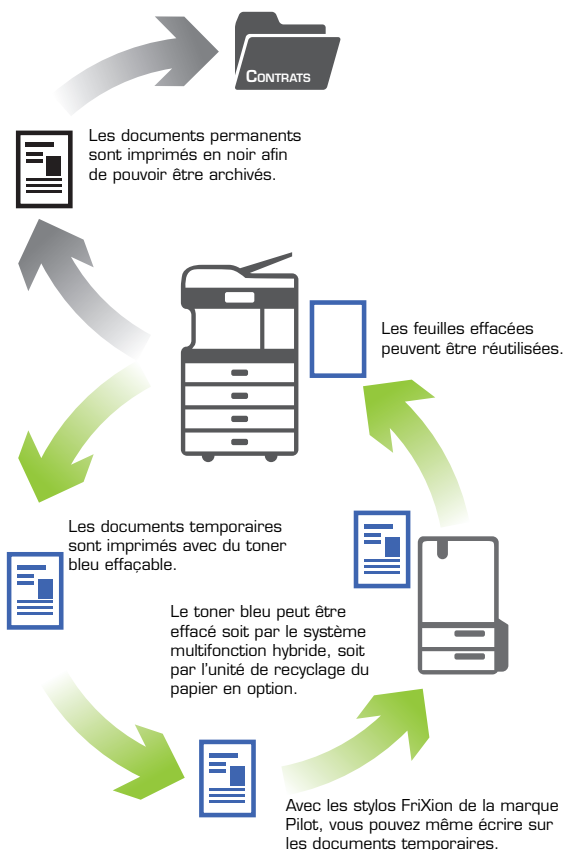 CONTRATS
Les documents permanents
sont imprimés en noir afin
de pouvoir être archivés.
Les feuilles effacées
peuvent être réutilisées.
Les documents temporaires
sont imprimés avec du toner
bleu effaçable.
Le toner bleu peut être
effacé soit par le système
multifonction hybride, soit
par l'unité de recyclage du
papier en option.
Avec les stylos FriXion de la marque
Pilot, vous pouvez même écrire sur
les documents temporaires.